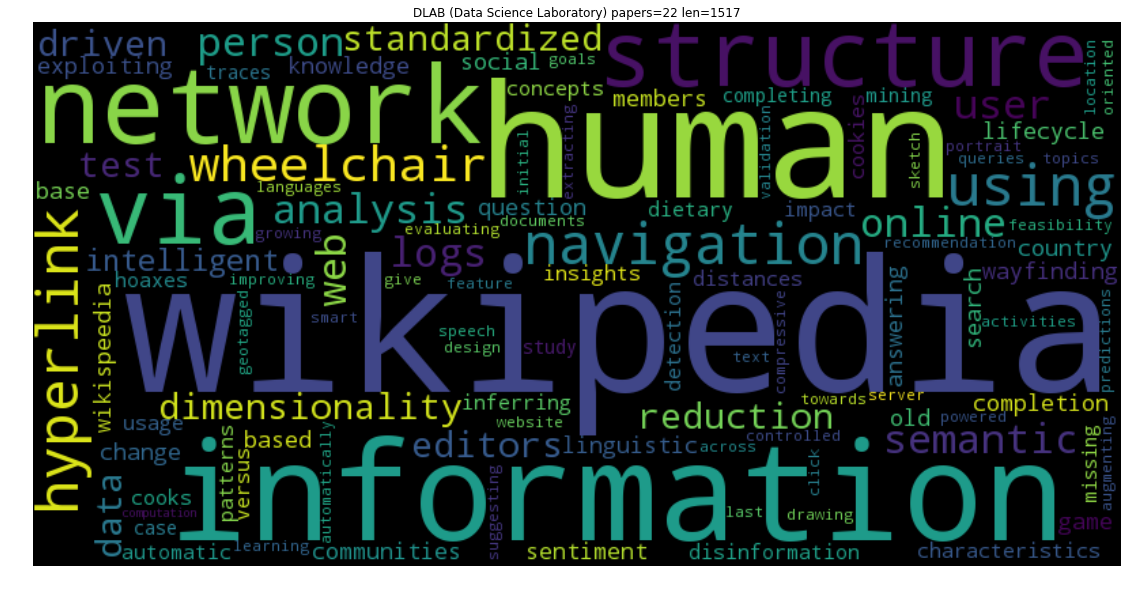 DLAB (Data Science Laboratory) papers=22 len=1517
driven person standardized structure
exploiting traces knowledge social goals
network human concepts members completing mining user
location oriented
extracting validation cookies sketch portrait
lifecycle
queries topics
test wheelchair initial
base languages via analysis question dietary impact using
documents online feasibility
growing evaluating
hyperlink intelligent web logs navigation recommendation country
hoaxes improving give feature insights distances wayfinding
wikispeedia geotagged smart speech design study detection text compressive answering search activities predictions
wikipedia
dimensionality inferring reduction towards server completion
website old powered
usage patterns versus based editors linguistic across controlled semantic missing augmenting
change automatically
data cooks information suggesting click game
computation
case last drawing
automatic learning communities sentiment disinformation characteristics